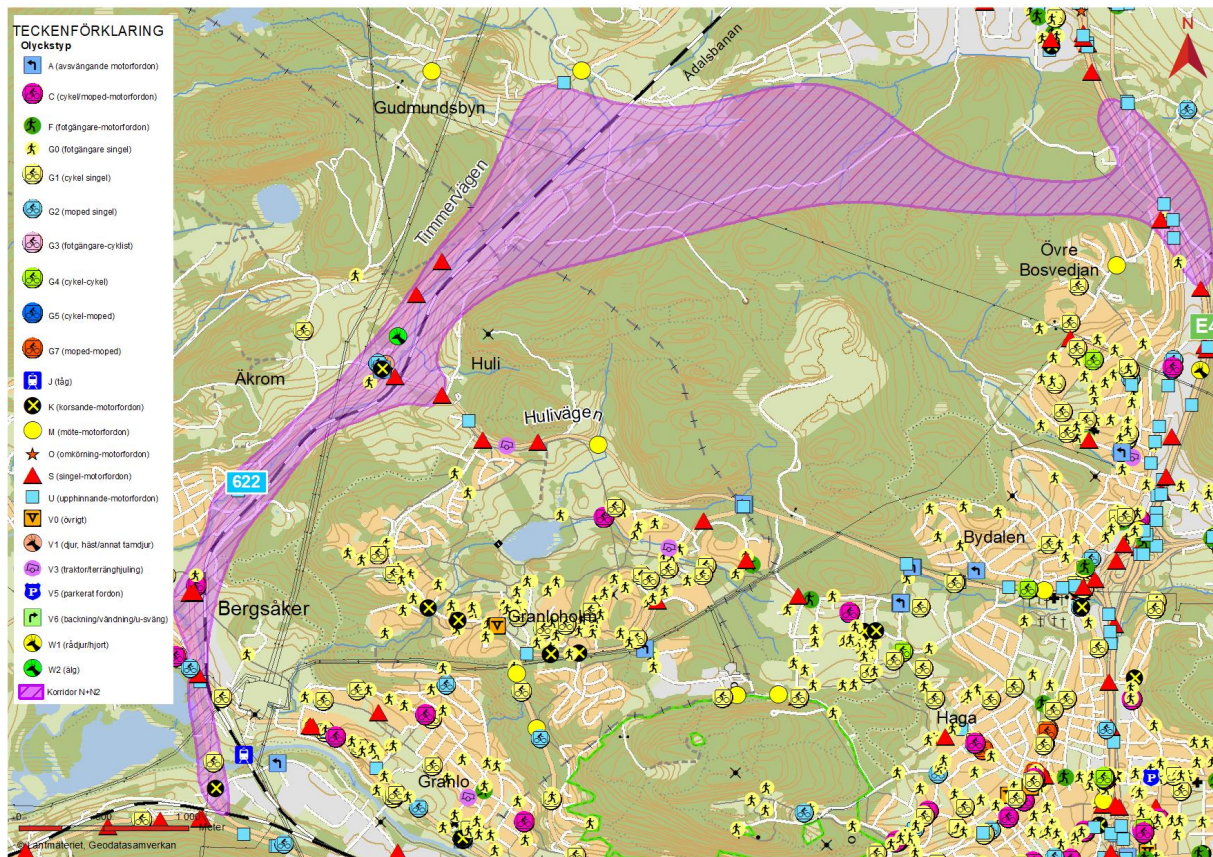 TECKENFÖRKLARING
Olyckstyp
A (avsvängande motorfordon)
C (cykel/moped-motorfordon)
F (fotgängare-motorfordon)
G0 (fotgängare singel)
G1 (cykel singel)
G2 (moped singel)
G3 (fotgängare-cyklist)
G4 (cykel-cykel)
G5 (cykel-moped)
G7 (moped-moped)
J (tåg)
K (korsande-motorfordon)
M (möte-motorfordon)
O (omkörning-motorfordon)
S (singel-motorfordon)
U (upphinnande-motorfordon)
V0 (övrigt)
V1 (djur, häst/annat tamdjur)
V3 (traktor/terränghjuling)
V5 (parkerat fordon)
V6 (backning/vändning/u-sväng)
W1 (rådjur/hjort)
W2 (älg)
Korridor N+N2
N
Ådalsbanan
Gudmundsbyn
Timmervägen
Övre
Bosvedjan
E4
Huli
Äkrom
Hulivägen
622
Bydalen
Bergsåker
Granloholm
Haga
Granlo
P
0 500 1 000
Meter
© Lantmäteriet, Geodatasamverkan